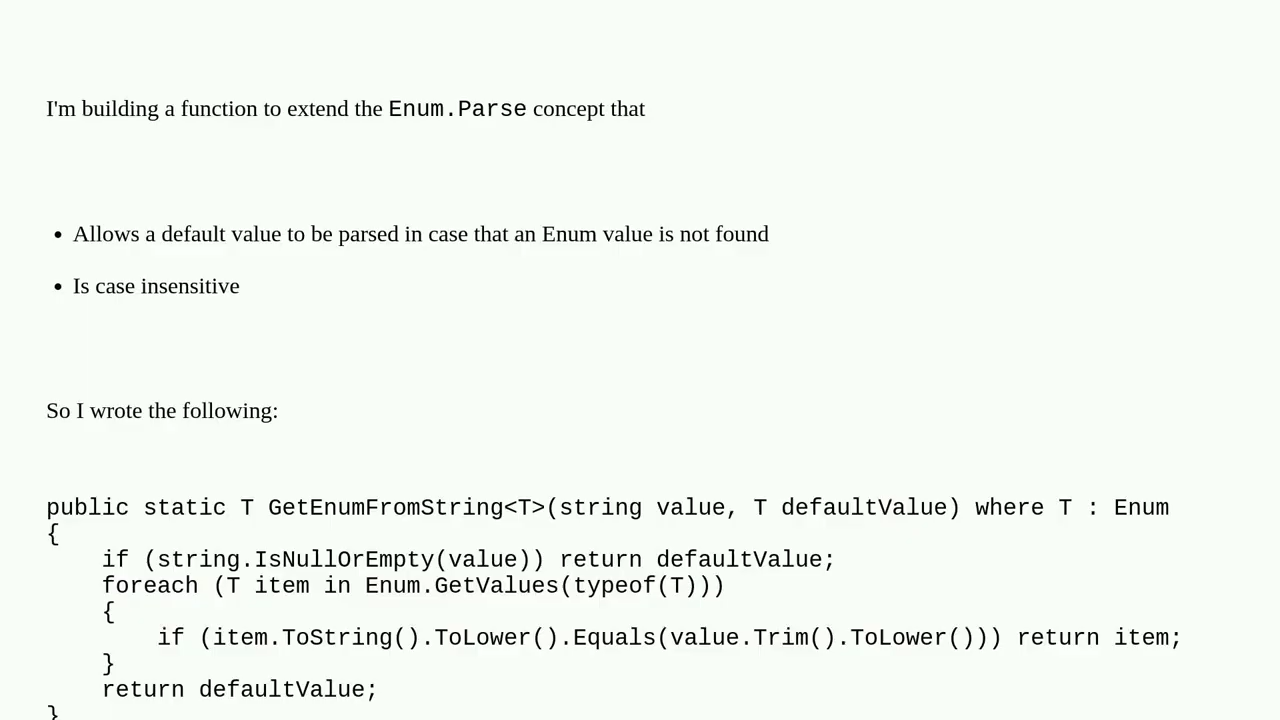 I'm building a function to extend the Enum.Parse concept that
• Allows a default value to be parsed in case that an Enum value is not found
• Is case insensitive
So I wrote the following:
public static T GetEnumFromString<T>(string value, T defaultValue) where T : Enum
{
    if (string.IsNullOrEmpty(value)) return defaultValue;
    foreach (T item in Enum.GetValues(typeof(T)))
    {
        if (item.ToString().ToLower().Equals(value.Trim().ToLower())) return item;
    }
    return defaultValue;
}